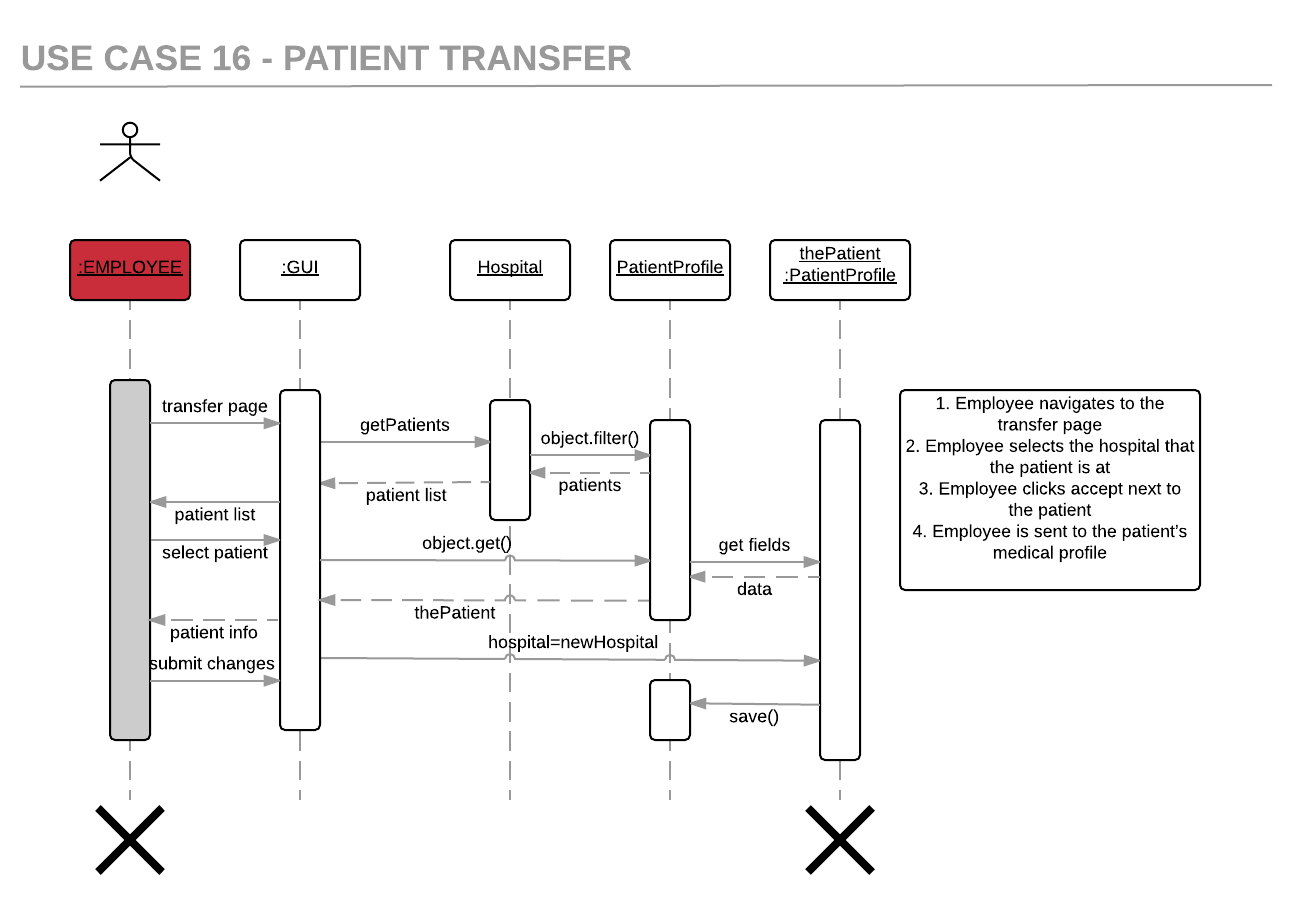 USE CASE 16 - PATIENT TRANSFER
:EMPLOYEE
:GUI
Hospital
PatientProfile
thePatient
:PatientProfile
transfer page
getPatients
object.filter()
patients
patient list
patient list
select patient
object.get()
get fields
data
thePatient
patient info
hospital=newHospital
submit changes
save()
1. Employee navigates to the
transfer page
2. Employee selects the hospital that
the patient is at
3. Employee clicks accept next to
the patient
4. Employee is sent to the patient's
medical profile